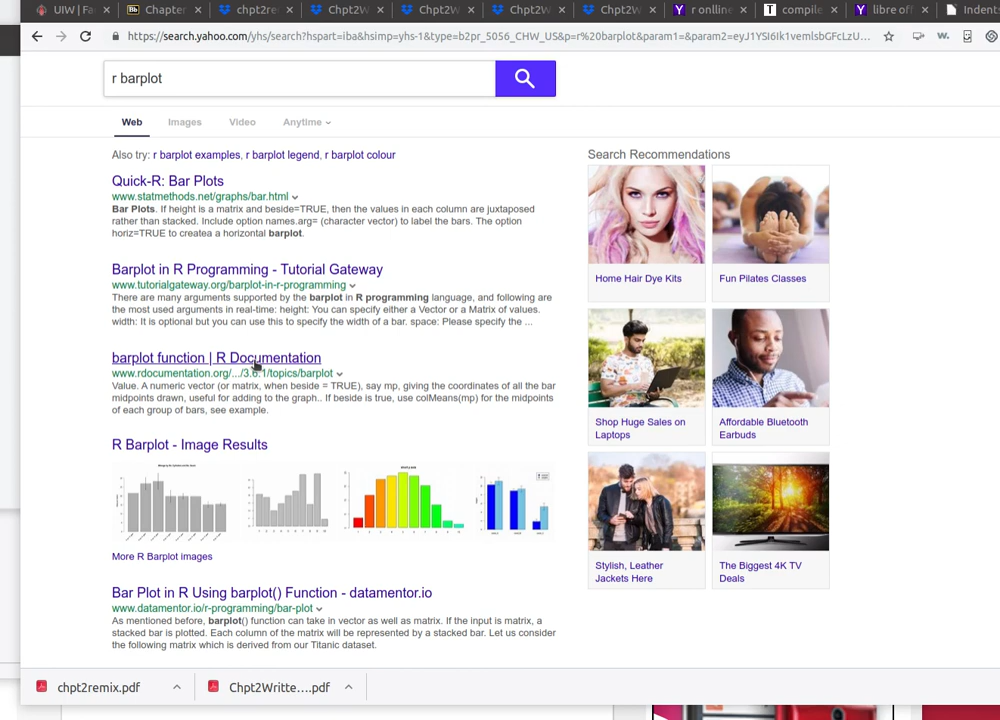 UIW | Fa
Bb Chapter
chpt2re
Chpt2W
Chpt2W
Chpt2W
Chpt2W
r online
T compile
libre off
Indents
https://search.yahoo.com/yhs/search?hspart=iba&hsimp=yhs-1&type=b2pr_5056_CHW_US&p=r%20barplot&param1=&param2=eyJ1YSI6Ik1vemlsbGFcLzU...
r barplot
Web Images Video Anytime
Also try: r barplot examples, r barplot legend, r barplot colour
Quick-R: Bar Plots
www.statmethods.net/graphs/bar.html
Bar Plots. If height is a matrix and beside=TRUE, then the values in each column are juxtaposed
rather than stacked. Include option names.arg= (character vector) to label the bars. The option
horiz=TRUE to createa a horizontal barplot.
Barplot in R Programming - Tutorial Gateway
www.tutorialgateway.org/barplot-in-r-programming
There are many arguments supported by the barplot in R programming language, and following are
the most used arguments in real-time: height: You can specify either a Vector or a Matrix of values.
width: It is optional but you can use this to specify the width of a bar. space: Please specify the ...
barplot function | R Documentation
www.rdocumentation.org/.../3.6.1/topics/barplot
Value. A numeric vector (or matrix, when beside = TRUE), say mp, giving the coordinates of all the bar
midpoints drawn, useful for adding to the graph.. If beside is true, use colMeans(mp) for the midpoints
of each group of bars, see example.
R Barplot - Image Results
More R Barplot images
Bar Plot in R Using barplot() Function - datamentor.io
www.datamentor.io/r-programming/bar-plot
As mentioned before, barplot() function can take in vector as well as matrix. If the input is matrix, a
stacked bar is plotted. Each column of the matrix will be represented by a stacked bar. Let us consider
the following matrix which is derived from our Titanic dataset.
Search Recommendations
Home Hair Dye Kits
Fun Pilates Classes
Shop Huge Sales on
Laptops
Affordable Bluetooth
Earbuds
Stylish, Leather
Jackets Here
The Biggest 4K TV
Deals
chpt2remix.pdf
Chpt2Writte....pdf